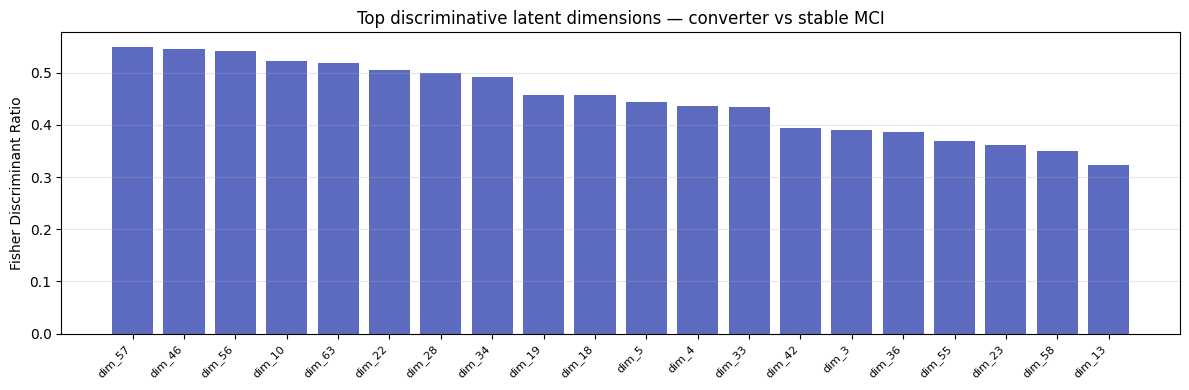 Top discriminative latent dimensions — converter vs stable MCI
Fisher Discriminant Ratio
0.5
0.4
0.3
0.2
0.1
0.0
dim_57
dim_46
dim_56
dim_10
dim_63
dim_22
dim_28
dim_34
dim_19
dim_18
dim_5
dim_4
dim_33
dim_42
dim_3
dim_36
dim_55
dim_23
dim_58
dim_13